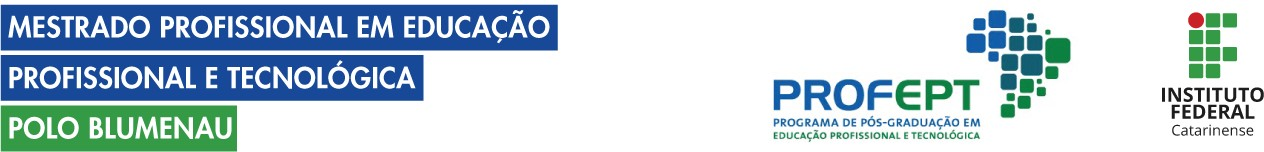 MESTRADO PROFISSIONAL EM EDUCAÇÃO
PROFISSIONAL E TECNOLÓGICA
POLO BLUMENAU
PROFEPT
PROGRAMA DE PÓS-GRADUAÇÃO EM
EDUCAÇÃO PROFISSIONAL E TECNOLÓGICA
INSTITUTO
FEDERAL
Catarinense